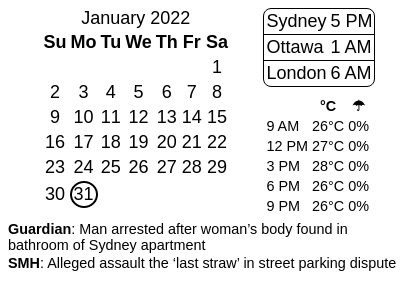 January 2022
Su Mo Tu We Th Fr Sa
1
2 3 4 5 6 7 8
9 10 11 12 13 14 15
16 17 18 19 20 21 22
23 24 25 26 27 28 29
30 31
Sydney 5 PM
Ottawa 1 AM
London 6 AM
°C ☂
9 AM 26°C 0%
12 PM 27°C 0%
3 PM 28°C 0%
6 PM 26°C 0%
9 PM 26°C 0%
Guardian: Man arrested after woman’s body found in
bathroom of Sydney apartment
SMH: Alleged assault the ‘last straw’ in street parking dispute